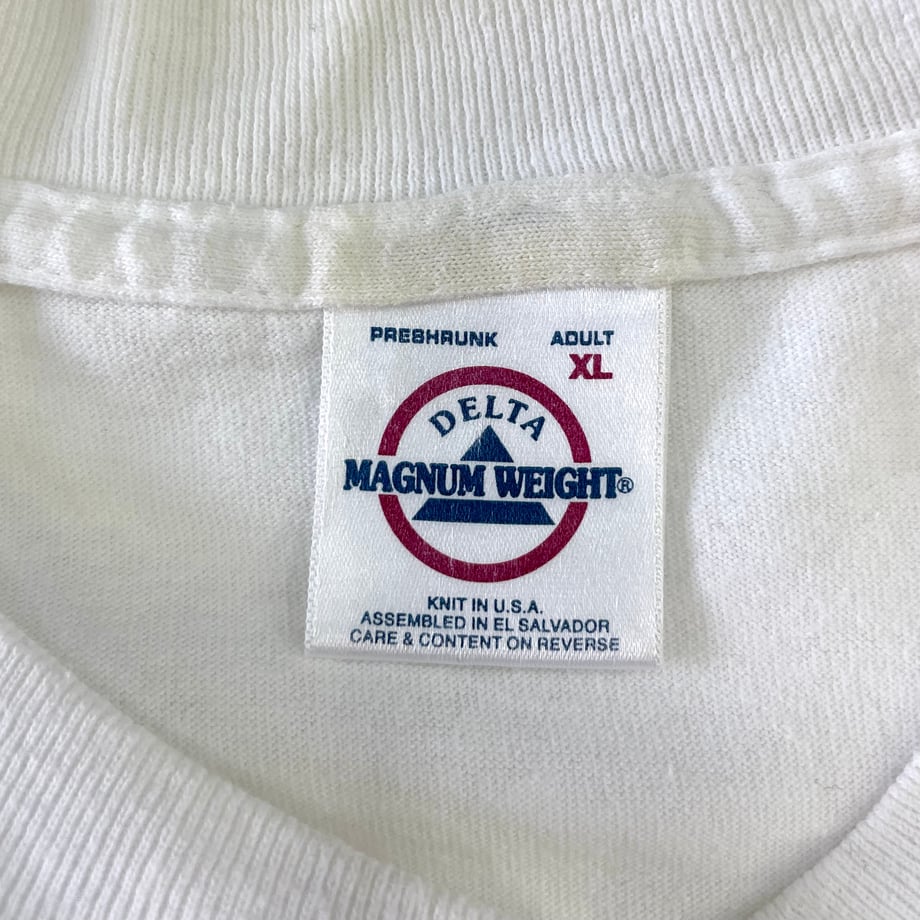 PRESHRUNK ADULT
XL
DELTA
MAGNUM WEIGHT®
KNIT IN U.S.A.
ASSEMBLED IN EL SALVADOR
CARE & CONTENT ON REVERSE